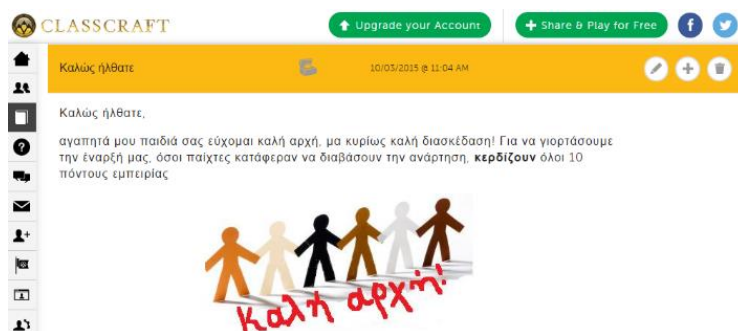 CLASSCRAFT
Upgrade your Account
Share & Play for Free
Καλώς ήλθατε
10/03/2015 @ 11:04 AM
Καλώς ήλθατε,
αγαπητά μου παιδιά σας εύχομαι καλή αρχή, μα κυρίως καλή διασκέδαση! Για να γιορτάσουμε
την έναρξή μας, όσοι παίχτες κατάφεραν να διαβάσουν την ανάρτηση, κερδίζουν όλοι 10
πόντους εμπειρίας
Καλή αρχή!